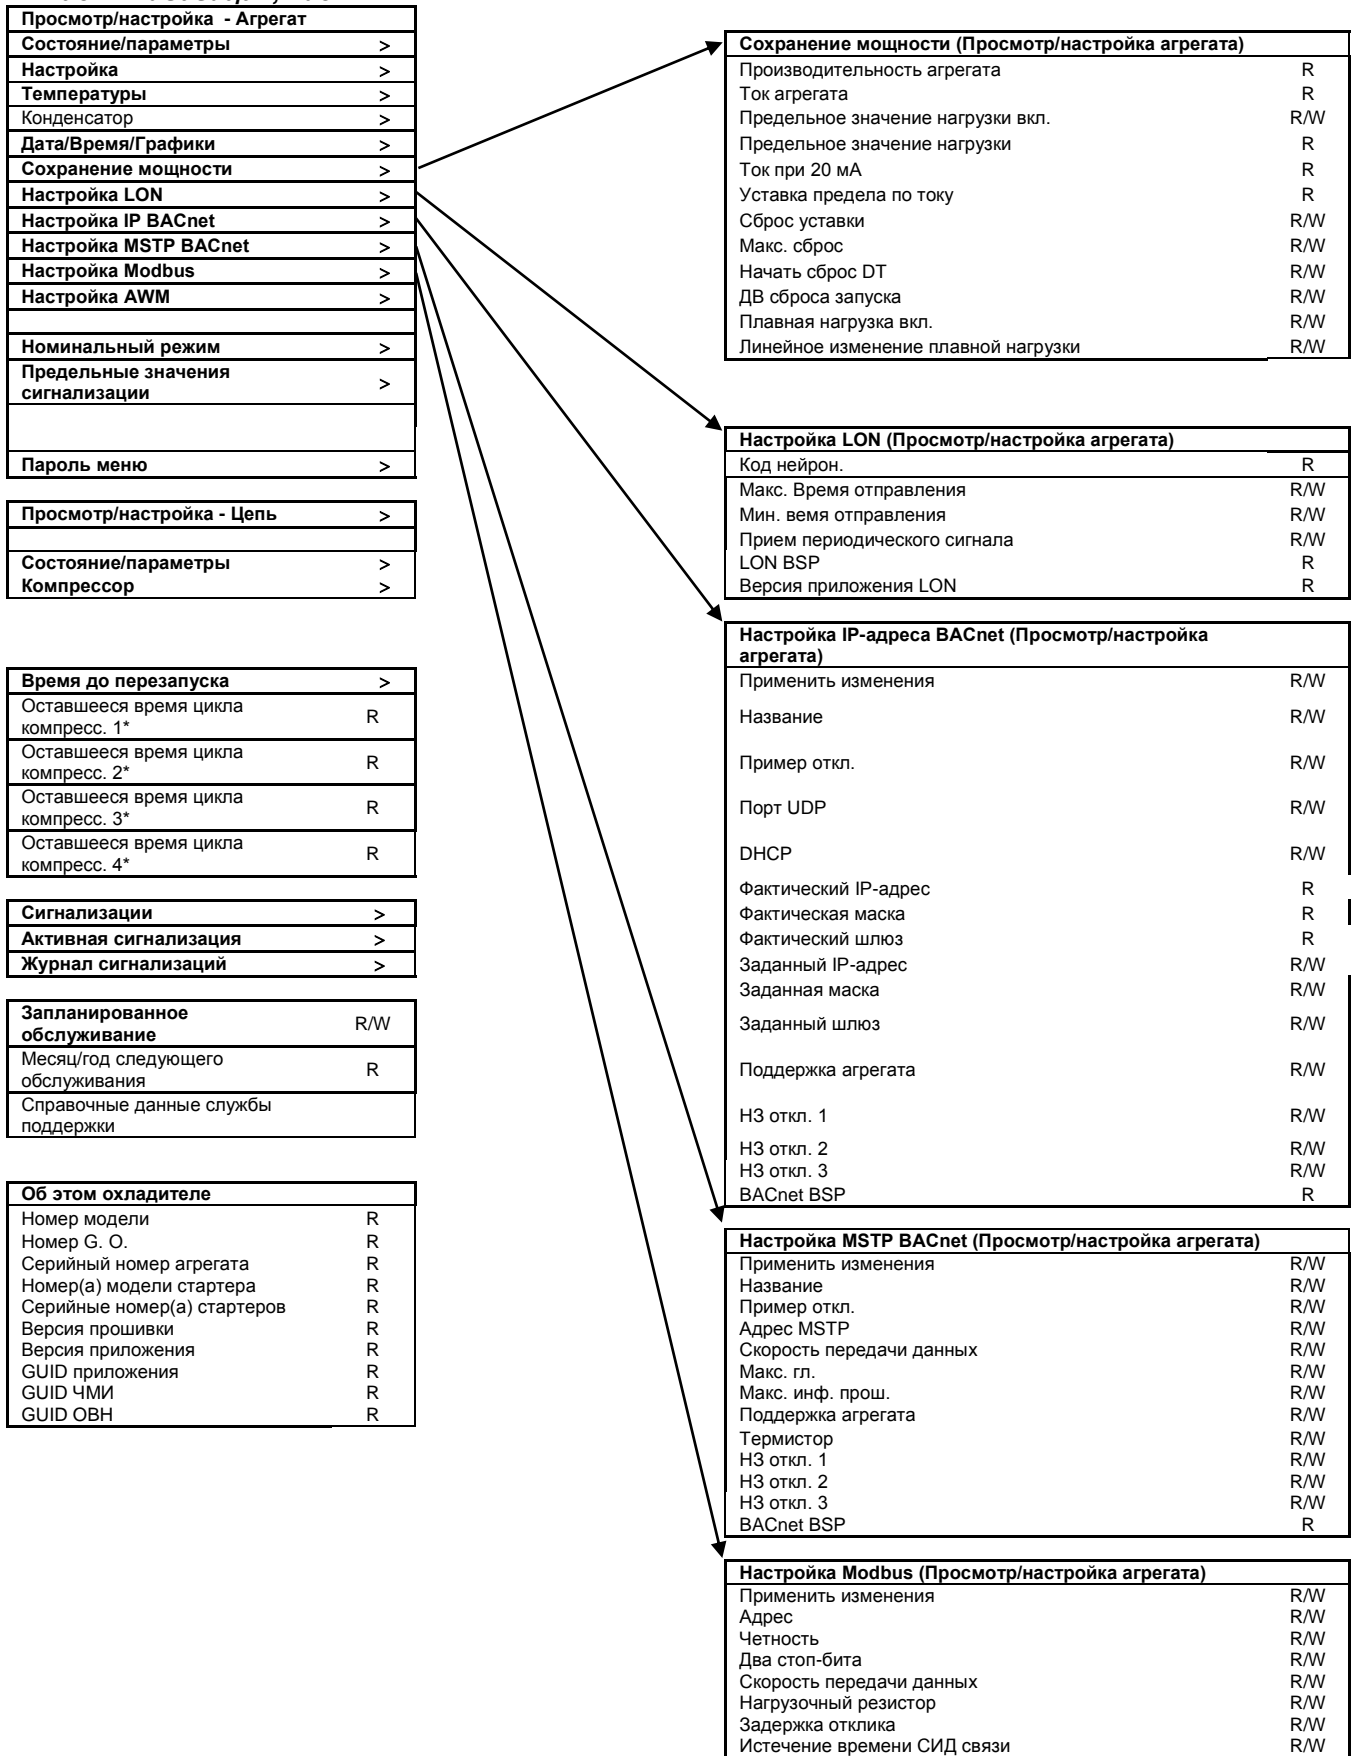 Просмотр/настройка - Агрегат
Состояние/параметры >
Настройка >
Температуры >
Конденсатор >
Дата/Время/Графики >
Сохранение мощности >
Настройка LON >
Настройка IP BACnet >
Настройка MSTP BACnet >
Настройка Modbus >
Настройка AWM >
Номинальный режим >
Предельные значения
сигнализации >
Пароль меню >
Просмотр/настройка - Цепь >
Состояние/параметры >
Компрессор >
Время до перезапуска >
Оставшееся время цикла
компресс. 1* R
Оставшееся время цикла
компресс. 2* R
Оставшееся время цикла
компресс. 3* R
Оставшееся время цикла
компресс. 4* R
Сигнализации >
Активная сигнализация >
Журнал сигнализаций >
Запланированное
обслуживание R/W
Месяц/год следующего
обслуживания R
Справочные данные службы
поддержки
Об этом охладителе
Номер модели R
Номер G. O. R
Серийный номер агрегата R
Номер(а) модели стартера R
Серийные номер(а) стартеров R
Версия прошивки R
Версия приложения R
GUID приложения R
GUID ЧМИ R
GUID ОВН R
Сохранение мощности (Просмотр/настройка агрегата)
Производительность агрегата R
Ток агрегата R
Предельное значение нагрузки вкл. R/W
Предельное значение нагрузки R
Ток при 20 мА R
Уставка предела по току R
Сброс уставки R/W
Макс. сброс R/W
Начать сброс DT R/W
ДВ сброса запуска R/W
Плавная нагрузка вкл. R/W
Линейное изменение плавной нагрузки R/W
Настройка LON (Просмотр/настройка агрегата)
Код нейрон. R
Макс. Время отправления R/W
Мин. вемя отправления R/W
Прием периодического сигнала R/W
LON BSP R
Версия приложения LON R
Настройка IP-адреса BACnet (Просмотр/настройка
агрегата)
Применить изменения R/W
Название R/W
Пример откл. R/W
Порт UDP R/W
DHCP R/W
Фактический IP-адрес R
Фактическая маска R
Фактический шлюз R
Заданный IP-адрес R/W
Заданная маска R/W
Заданный шлюз R/W
Поддержка агрегата R/W
НЗ откл. 1 R/W
НЗ откл. 2 R/W
НЗ откл. 3 R/W
BACnet BSP R
Настройка MSTP BACnet (Просмотр/настройка агрегата)
Применить изменения R/W
Название R/W
Пример откл. R/W
Адрес MSTP R/W
Скорость передачи данных R/W
Макс. гл. R/W
Макс. инф. прош. R/W
Поддержка агрегата R/W
Термистор R/W
НЗ откл. 1 R/W
НЗ откл. 2 R/W
НЗ откл. 3 R/W
BACnet BSP R
Настройка Modbus (Просмотр/настройка агрегата)
Применить изменения R/W
Адрес R/W
Четность R/W
Два стоп-бита R/W
Скорость передачи данных R/W
Нагрузочный резистор R/W
Задержка отклика R/W
Истечение времени СИД связи R/W